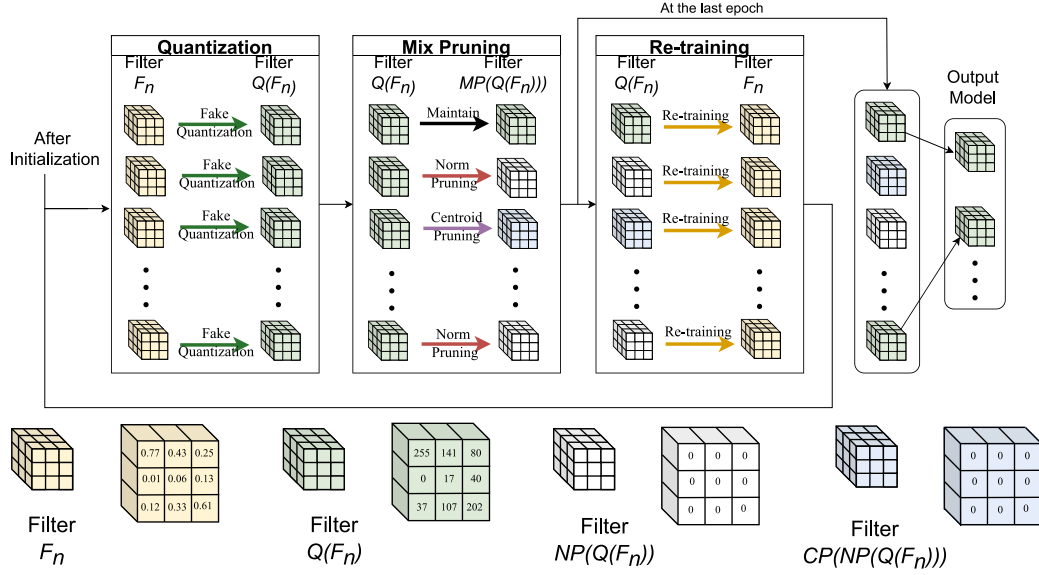 At the last epoch
Quantization
Mix Pruning
Re-training
Filter
Fn
Filter
Q(Fn)
Filter
Q(Fn)
Filter
MP(Q(Fn)))
Filter
Q(Fn)
Filter
Fn
Output
Model
After
Initialization
Fake
Quantization
Maintain
Re-training
Fake
Quantization
Norm
Pruning
Re-training
Fake
Quantization
Centroid
Pruning
Re-training
Fake
Quantization
Norm
Pruning
Re-training
0.77 0.43 0.25
0.01 0.06 0.13
0.12 0.33 0.61
255 141 80
0 17 40
37 107 202
0 0 0
0 0 0
0 0 0
0 0 0
0 0 0
0 0 0
Filter
Fn
Filter
Q(Fn)
Filter
NP(Q(Fn))
Filter
CP(NP(Q(Fn)))